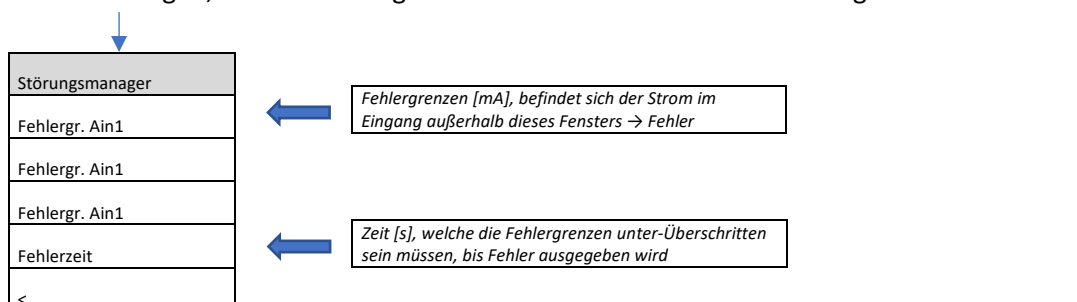 Störungsmanager
Fehlergr. Ain1
Fehlergr. Ain1
Fehlergr. Ain1
Fehlerzeit
<
Fehlergrenzen [mA], befindet sich der Strom im
Eingang außerhalb dieses Fensters → Fehler
Zeit [s], welche die Fehlergrenzen unter-Überschritten
sein müssen, bis Fehler ausgegeben wird